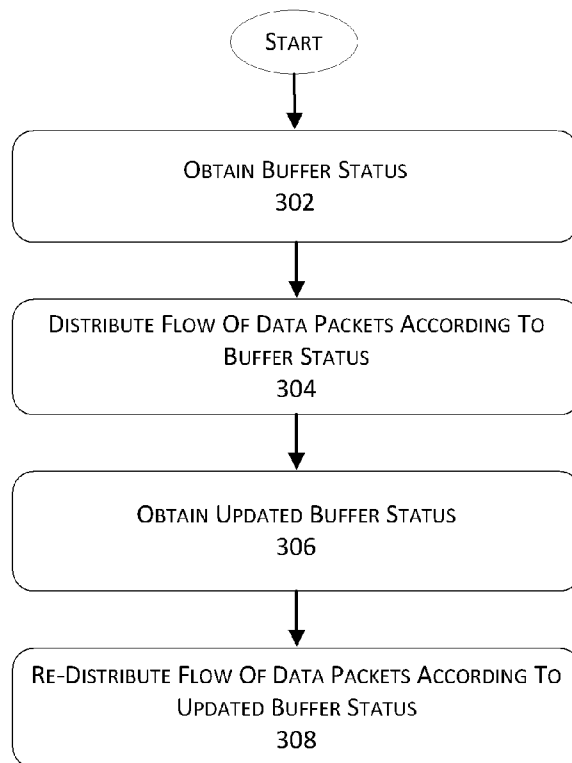 START
OBTAIN BUFFER STATUS
302
DISTRIBUTE FLOW OF DATA PACKETS ACCORDING TO
BUFFER STATUS
304
OBTAIN UPDATED BUFFER STATUS
306
RE-DISTRIBUTE FLOW OF DATA PACKETS ACCORDING TO
UPDATED BUFFER STATUS
308